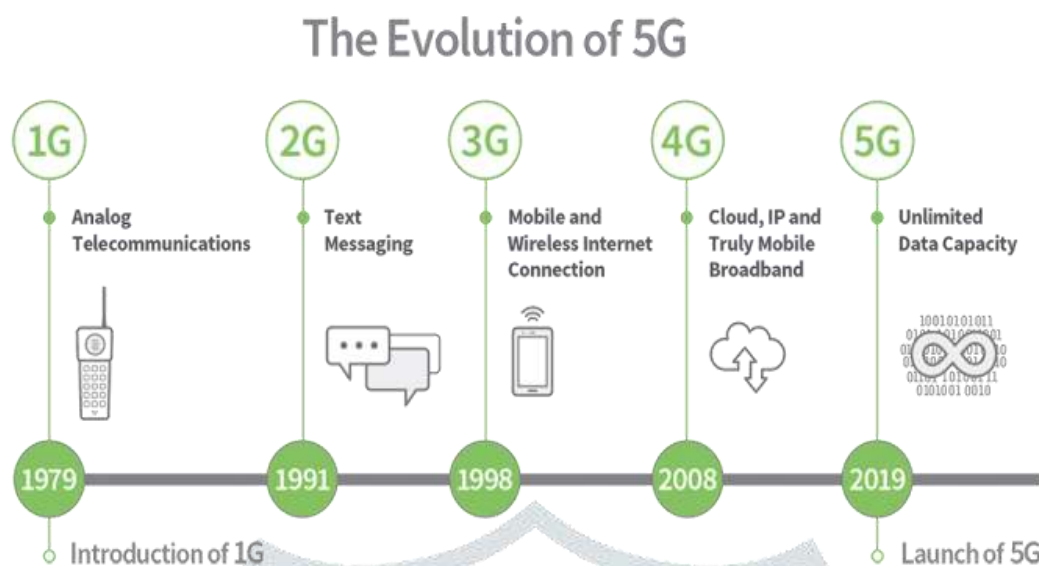 The Evolution of 5G
1G
2G
3G
4G
5G
Analog
Telecommunications
Text
Messaging
Mobile and
Wireless Internet
Connection
Cloud, IP and
Truly Mobile
Broadband
Unlimited
Data Capacity
10010101011
1979
1991
1998
2008
2019
Introduction of 1G
Launch of 5G